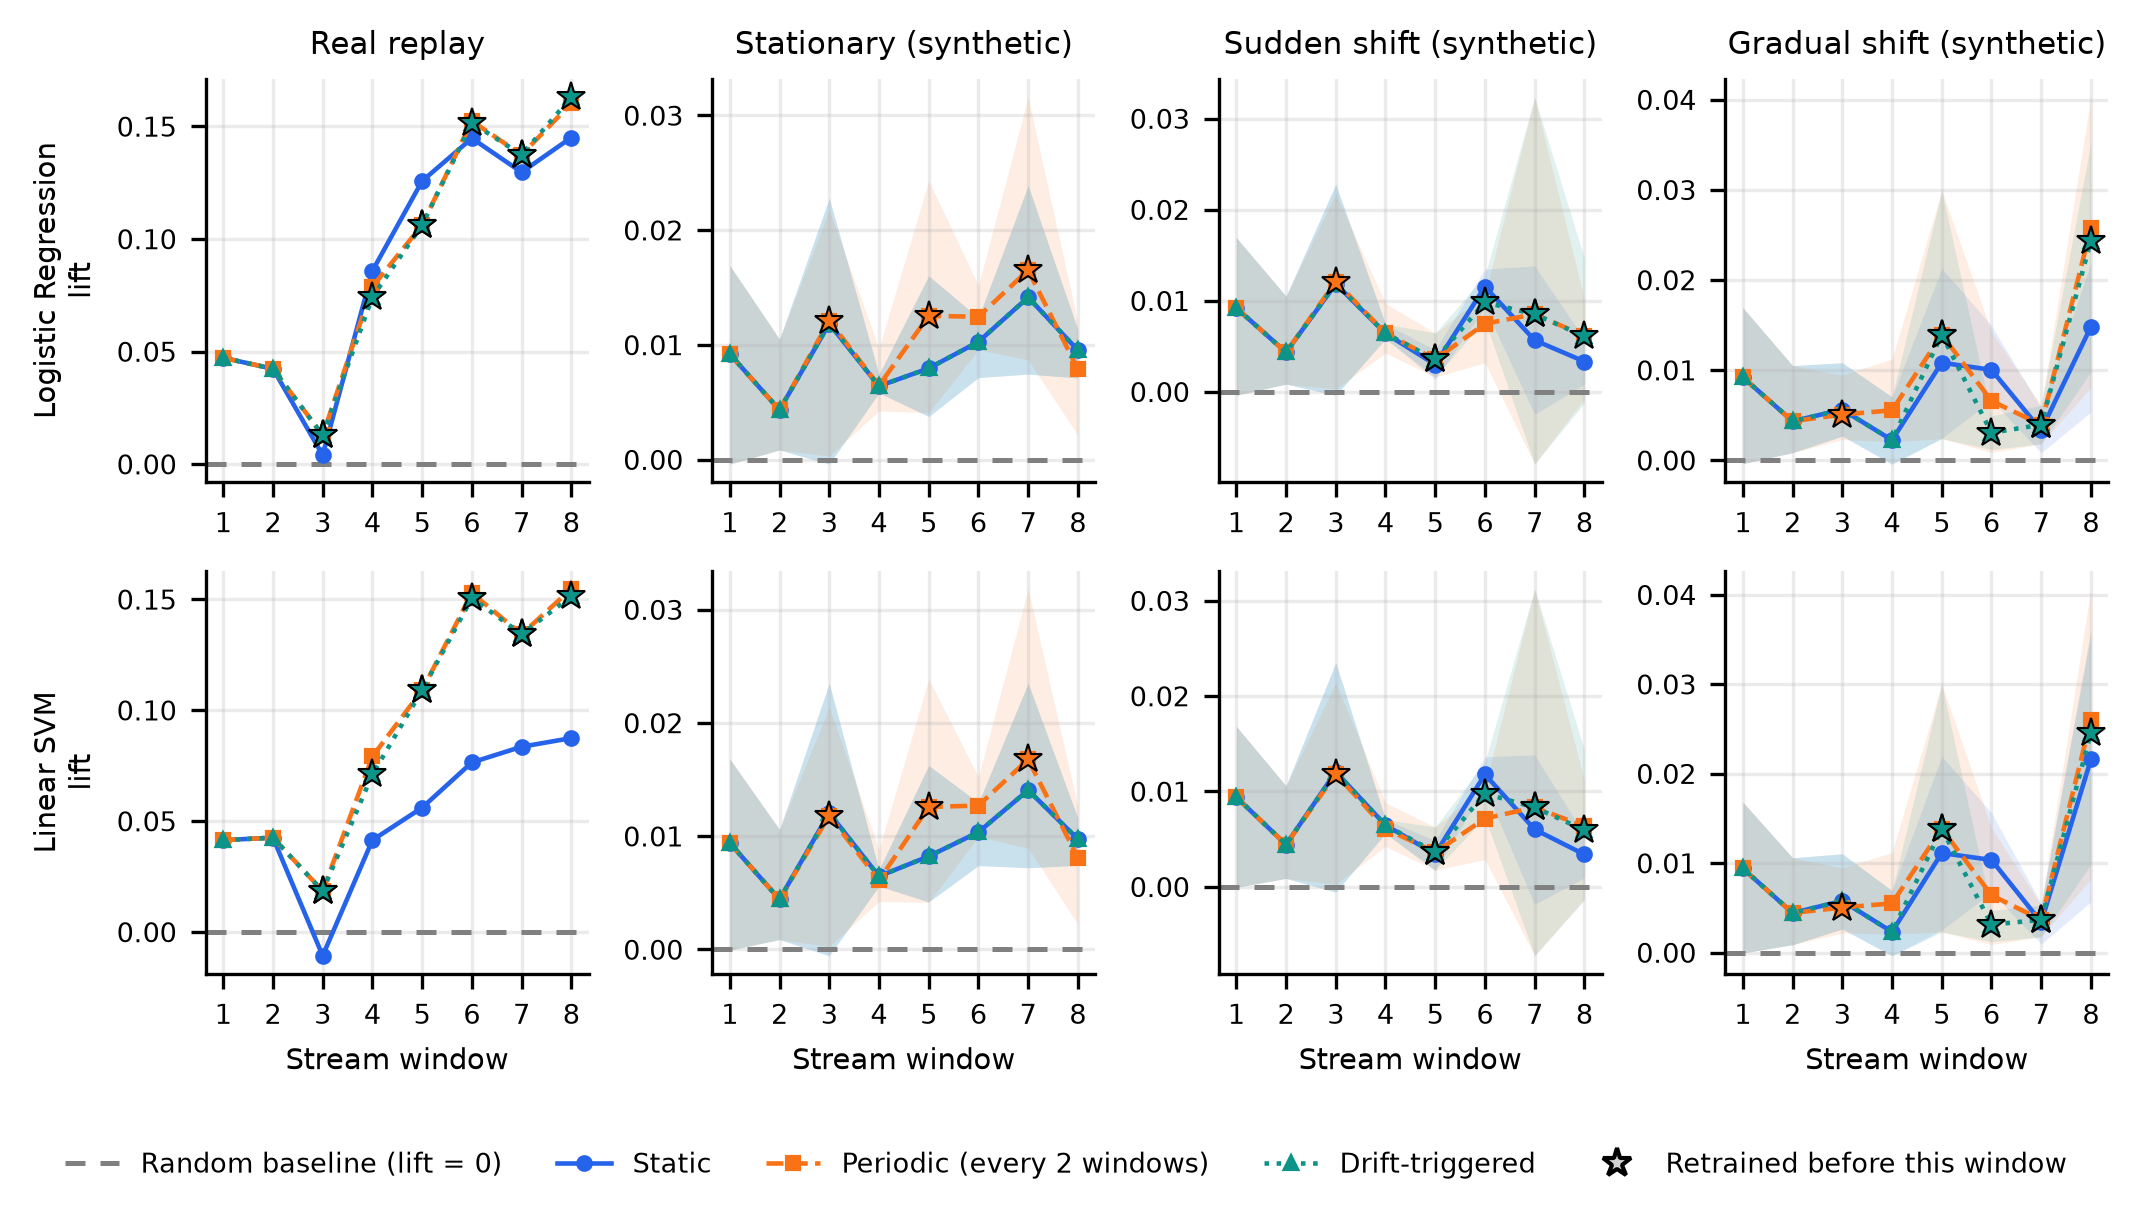 Real replay
Stationary (synthetic)
Sudden shift (synthetic)
Gradual shift (synthetic)
Logistic Regression
lift
0.15
0.10
0.05
0.00
1 2 3 4 5 6 7 8
0.03
0.02
0.01
0.00
1 2 3 4 5 6 7 8
0.03
0.02
0.01
0.00
1 2 3 4 5 6 7 8
0.04
0.03
0.02
0.01
0.00
1 2 3 4 5 6 7 8
Linear SVM
lift
0.15
0.10
0.05
0.00
1 2 3 4 5 6 7 8
Stream window
0.03
0.02
0.01
0.00
1 2 3 4 5 6 7 8
Stream window
0.03
0.02
0.01
0.00
1 2 3 4 5 6 7 8
Stream window
0.04
0.03
0.02
0.01
0.00
1 2 3 4 5 6 7 8
Stream window
Random baseline (lift = 0)
Static
Periodic (every 2 windows)
Drift-triggered
Retrained before this window